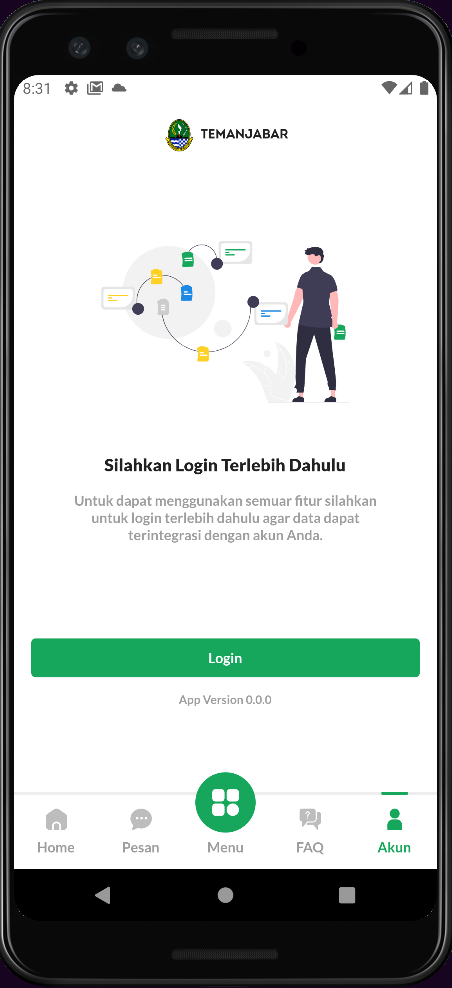 8:31
TEMANJABAR
Silahkan Login Terlebih Dahulu
Untuk dapat menggunakan semuar fitur silahkan
untuk login terlebih dahulu agar data dapat
terintegrasi dengan akun Anda.
Login
App Version 0.0.0
Home
Pesan
Menu
FAQ
Akun